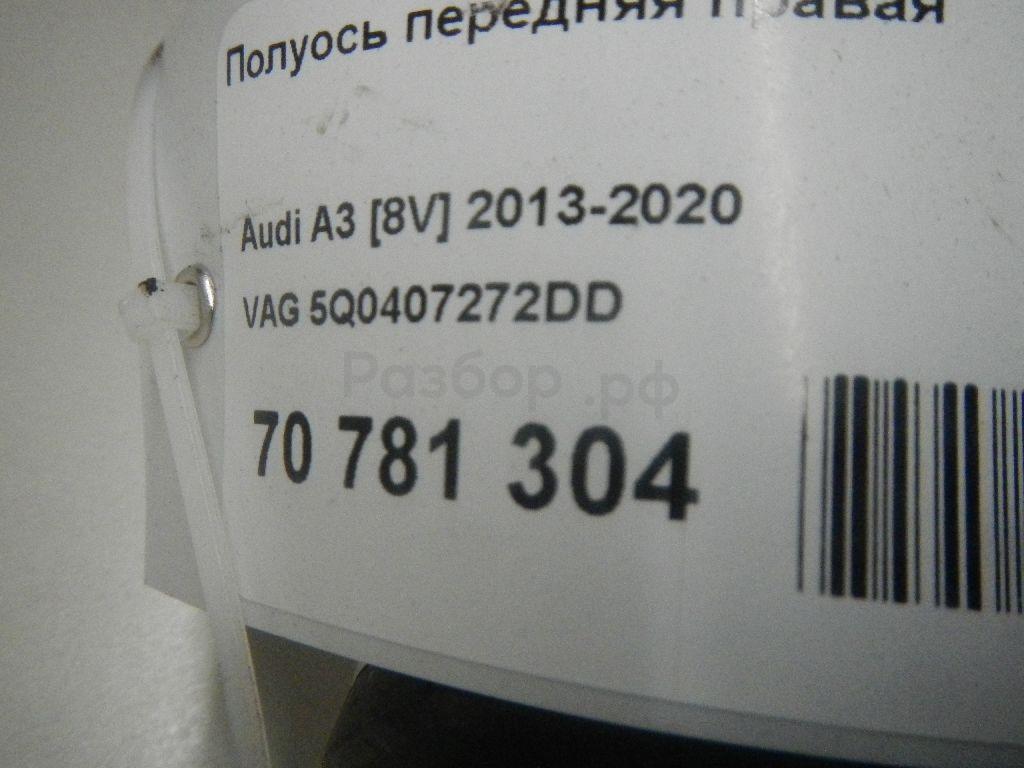 Полуось передняя правая
Audi A3 [8V] 2013-2020
VAG 5Q0407272DD
Разбор.рф
70 781 304